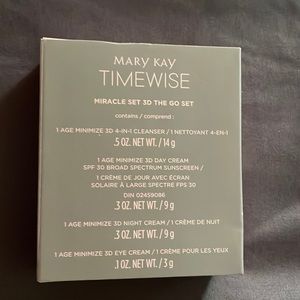 MARY KAY
TIMEWISE
MIRACLE SET 3D THE GO SET
contains / comprend :
1 AGE MINIMIZE 3D 4-IN-1 CLEANSER / 1 NETTOYANT 4-EN-1
.5 OZ. NET WT. / 14 g
1 AGE MINIMIZE 3D DAY CREAM
SPF 30 BROAD SPECTRUM SUNSCREEN /
1 CRÈME DE JOUR AVEC ÉCRAN
SOLAIRE À LARGE SPECTRE FPS 30
DIN 02459086
.3 OZ. NET WT. / 9 g
1 AGE MINIMIZE 3D NIGHT CREAM / 1 CRÈME DE NUIT
.3 OZ. NET WT. / 9 g
1 AGE MINIMIZE 3D EYE CREAM / 1 CRÈME POUR LES YEUX
.1 OZ. NET WT. / 3 g